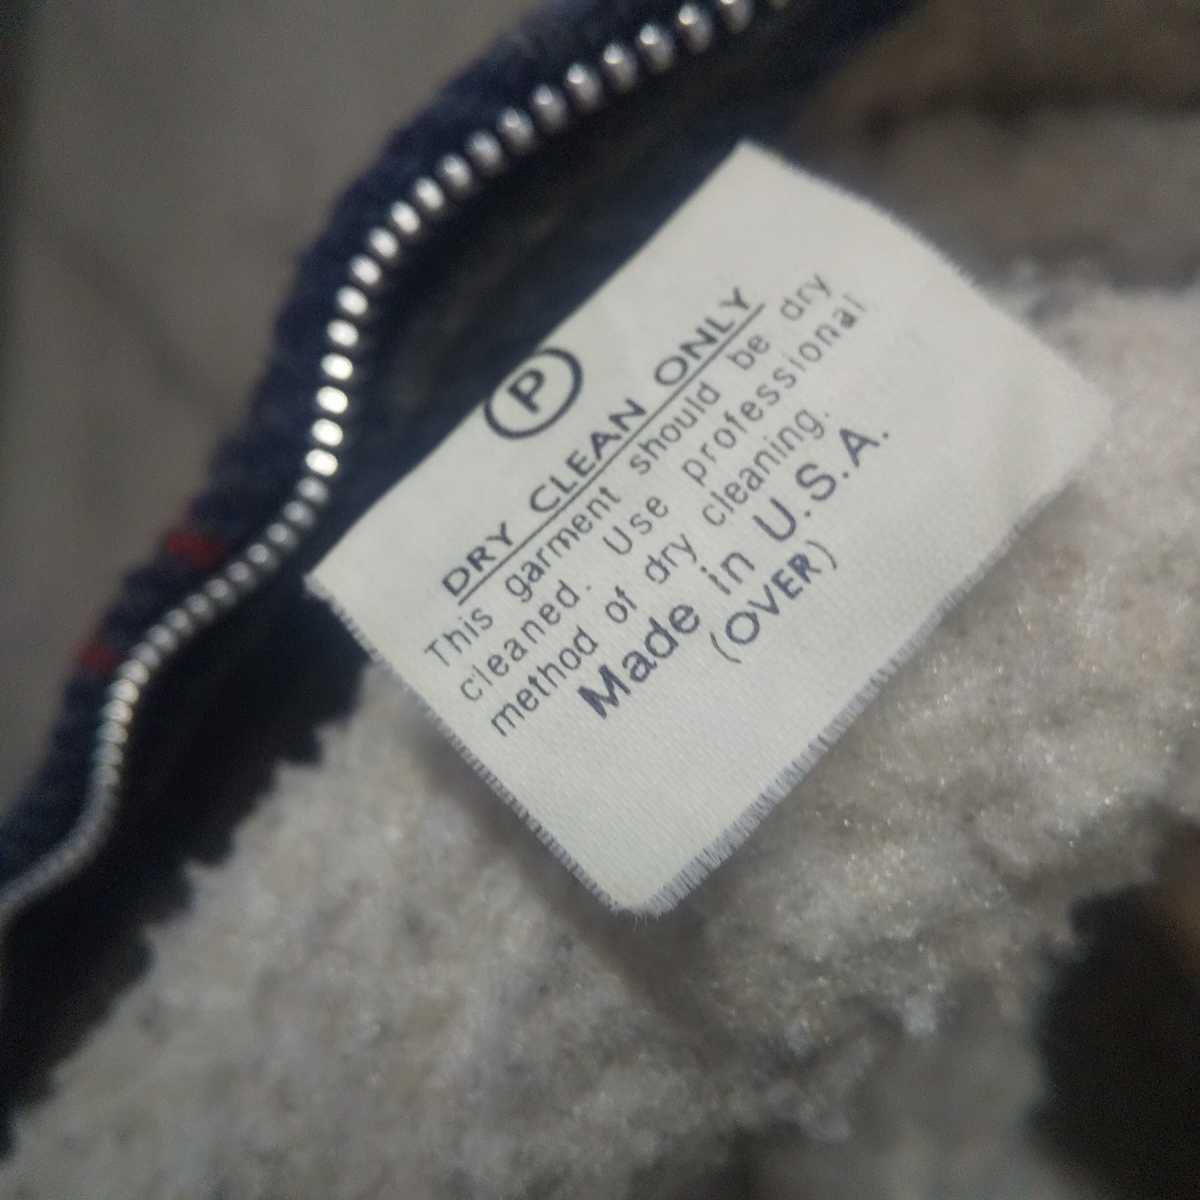 P
DRY CLEAN ONLY
This garment should be dry
cleaned. Use professional
method of dry cleaning.
Made in U.S.A.
(OVER)